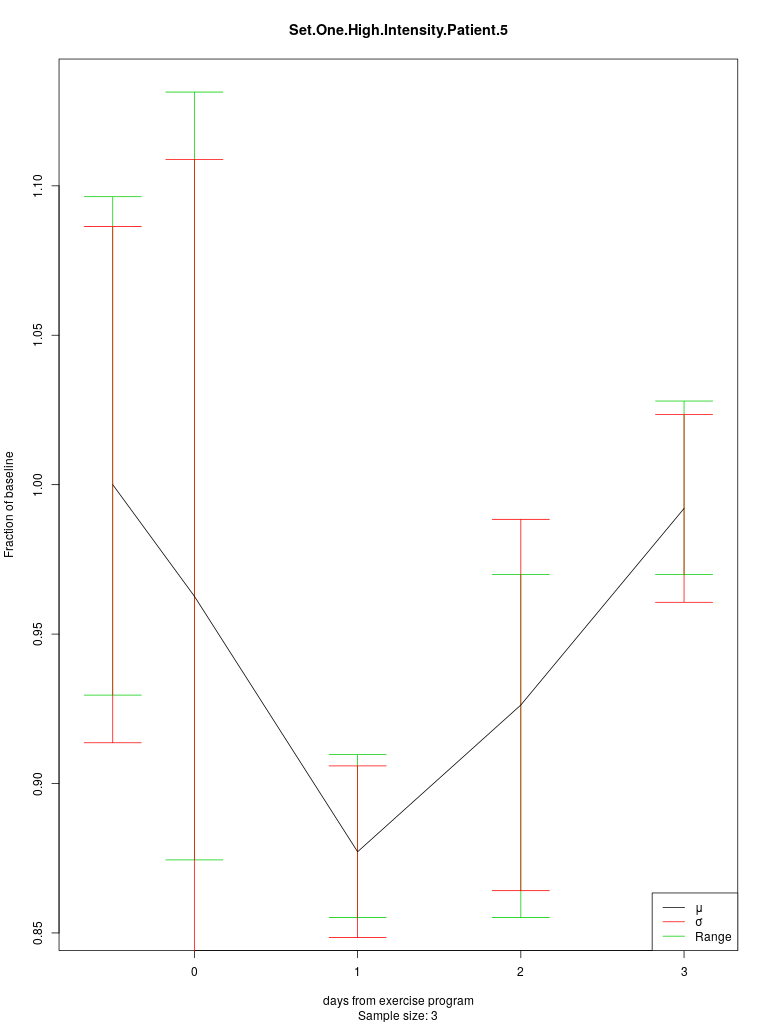 Set.One.High.Intensity.Patient.5
Fraction of baseline
1.10
1.05
1.00
0.95
0.90
0.85
0 1 2 3
μ
σ
Range
days from exercise program
Sample size: 3